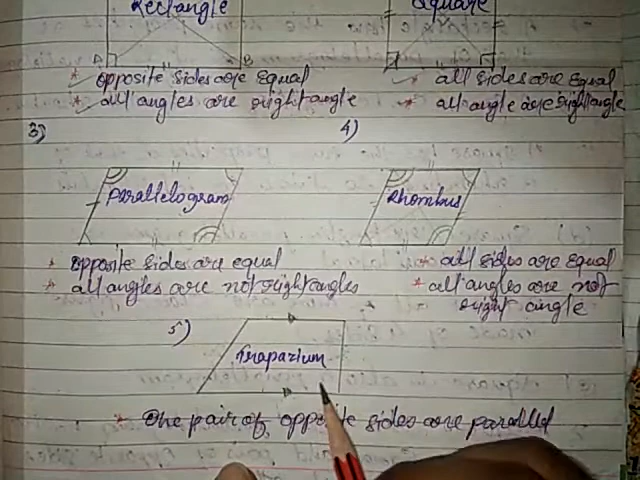 Rectangle
Square
A B
* opposite sides are equal
* all angles are right angle
* all sides are equal
* all angle are right angle
3)
4)
Parallelogram
Rhombus
* opposite sides are equal
* all angles are not right angles
* all sides are equal
* all angles are not
right angle
5)
Traparium
* One pair of opposite sides are parallel